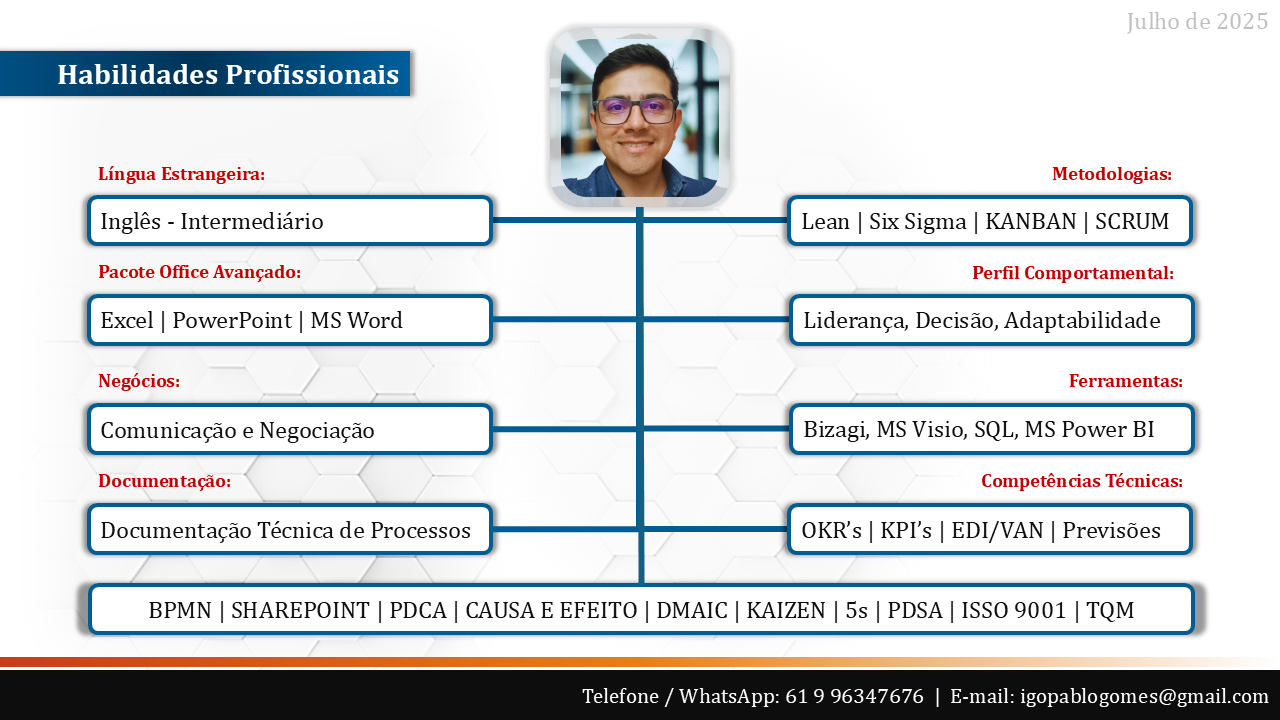 Julho de 2025
Habilidades Profissionais
Língua Estrangeira:
Inglês - Intermediário
Pacote Office Avançado:
Excel | PowerPoint | MS Word
Negócios:
Comunicação e Negociação
Documentação:
Documentação Técnica de Processos
Metodologias:
Lean | Six Sigma | KANBAN | SCRUM
Perfil Comportamental:
Liderança, Decisão, Adaptabilidade
Ferramentas:
Bizagi, MS Visio, SQL, MS Power BI
Competências Técnicas:
OKR’s | KPI’s | EDI/VAN | Previsões
BPMN | SHAREPOINT | PDCA | CAUSA E EFEITO | DMAIC | KAIZEN | 5s | PDSA | ISSO 9001 | TQM
Telefone / WhatsApp: 61 9 96347676 | E-mail: igopablogomes@gmail.com